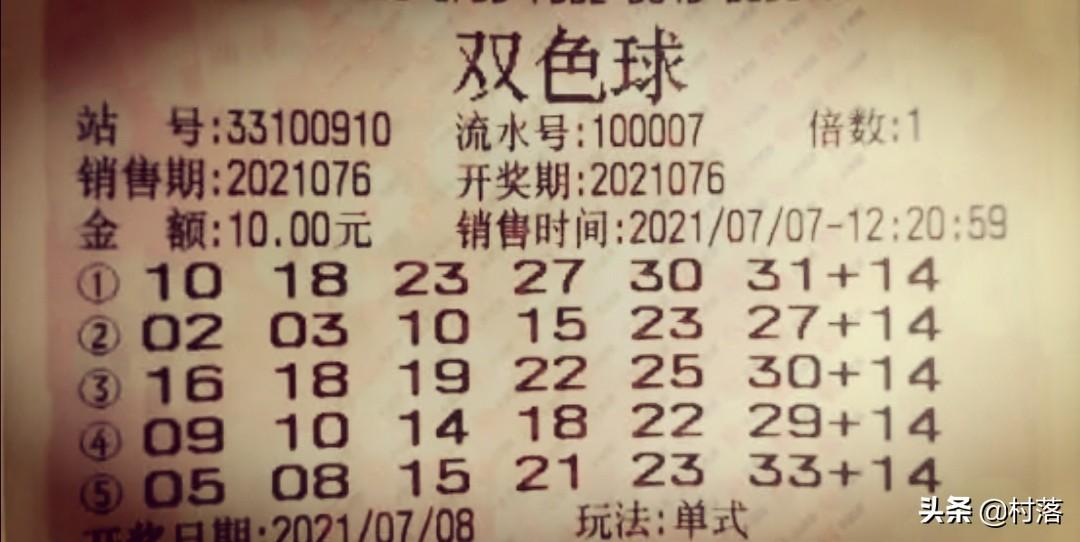 双色球
站 号:33100910 流水号:100007 倍数:1
销售期:2021076 开奖期:2021076
金 额:10.00元 销售时间:2021/07/07-12:20:59
① 10 18 23 27 30 31+14
② 02 03 10 15 23 27+14
③ 16 18 19 22 25 30+14
④ 09 10 14 18 22 29+14
⑤ 05 08 15 21 23 33+14
开奖日期:2021/07/08 玩法:单式
头条 @村落